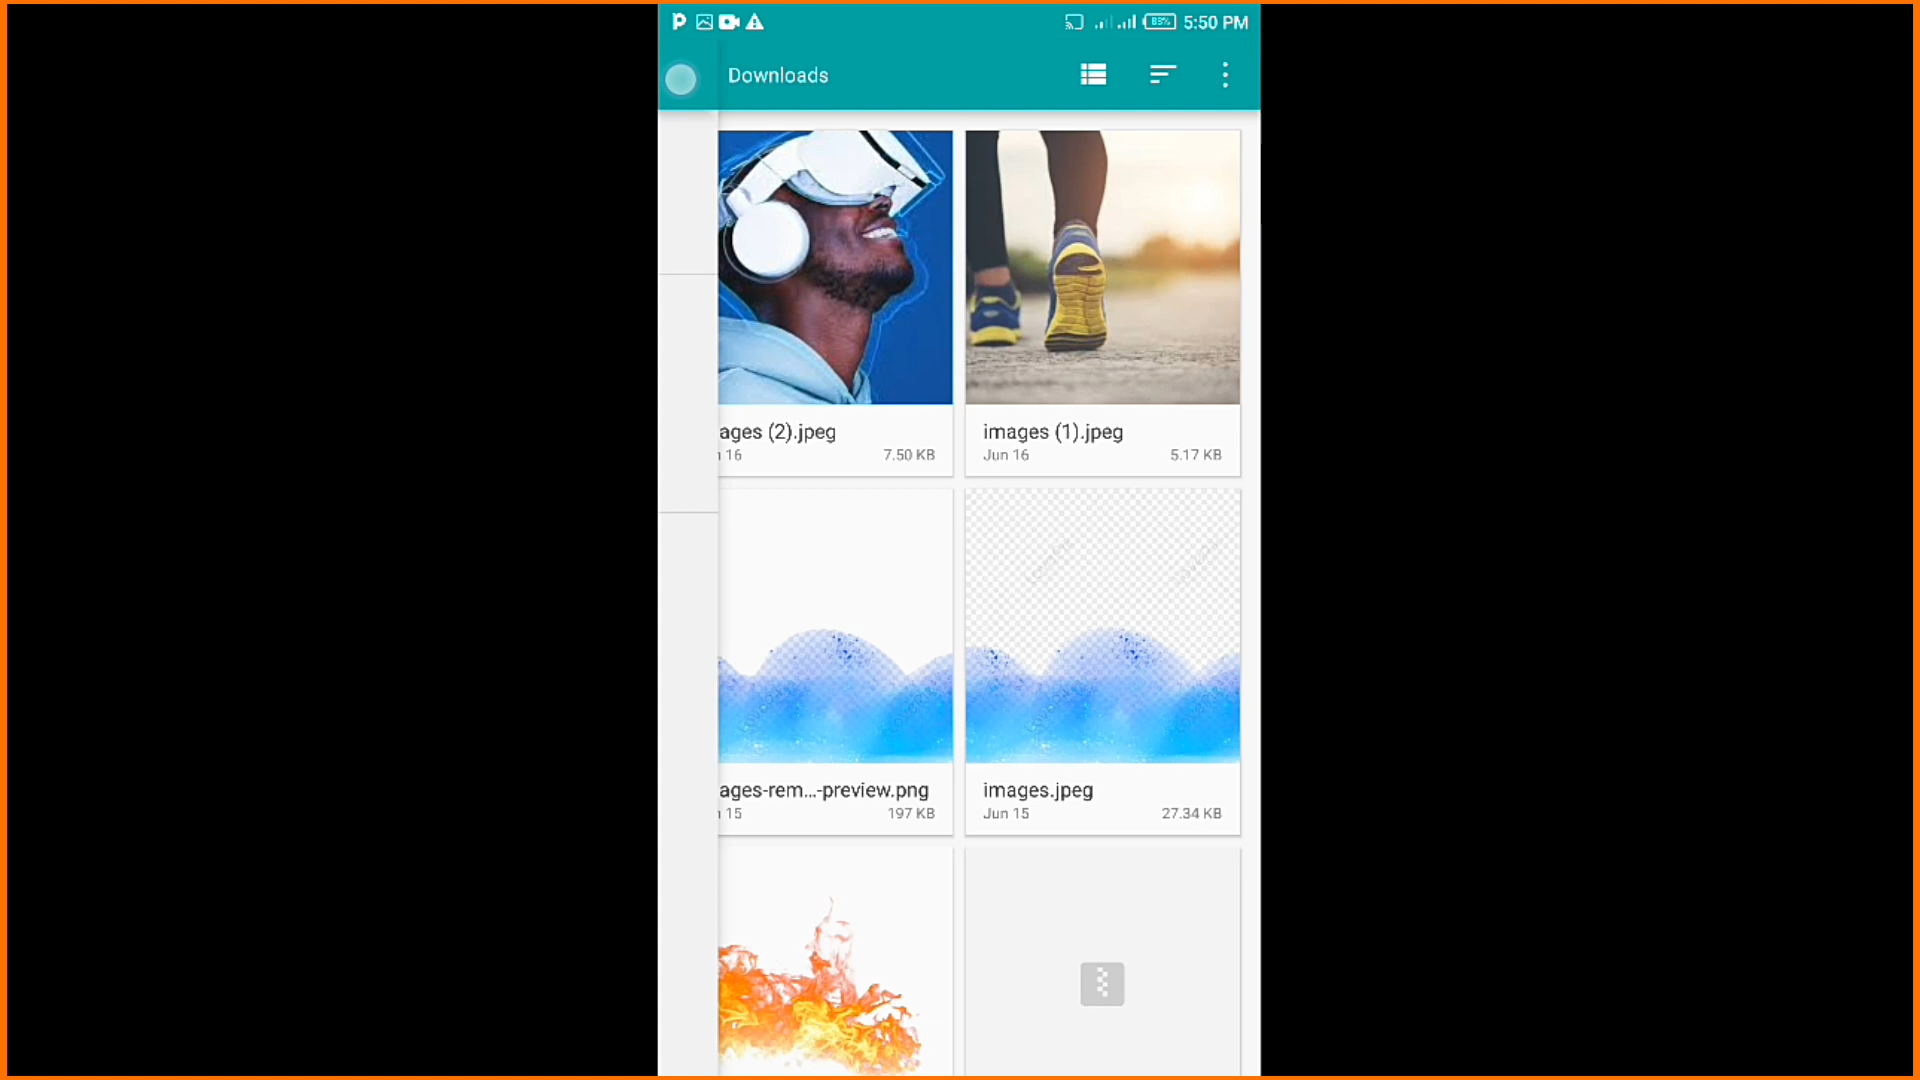 83% 5:50 PM
Downloads
ages (2).jpeg
16 7.50 KB
images (1).jpeg
Jun 16 5.17 KB
ages-rem...-preview.png
15 197 KB
images.jpeg
Jun 15 27.34 KB